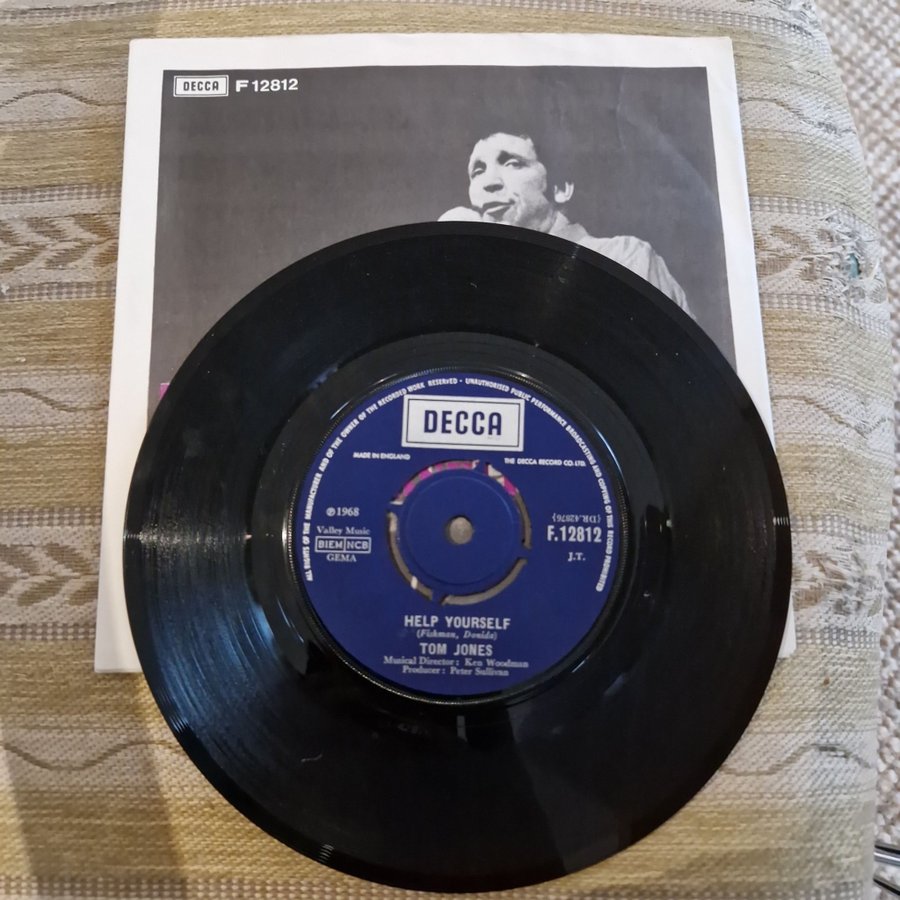 DECCA F 12812
ALL RIGHTS OF THE MANUFACTURER AND OF THE OWNER OF THE RECORDED WORK RESERVED · UNAUTHORISED PUBLIC PERFORMANCE BROADCASTING AND COPYING OF THIS RECORD PROHIBITED
DECCA
MADE IN ENGLAND
THE DECCA RECORD CO. LTD.
℗1968
Valley Music
BIEM NCB
GEMA
(DR.42876)
F.12812
J.T.
HELP YOURSELF
(Fishman, Donida)
TOM JONES
Musical Director: Ken Woodman
Producer: Peter Sullivan